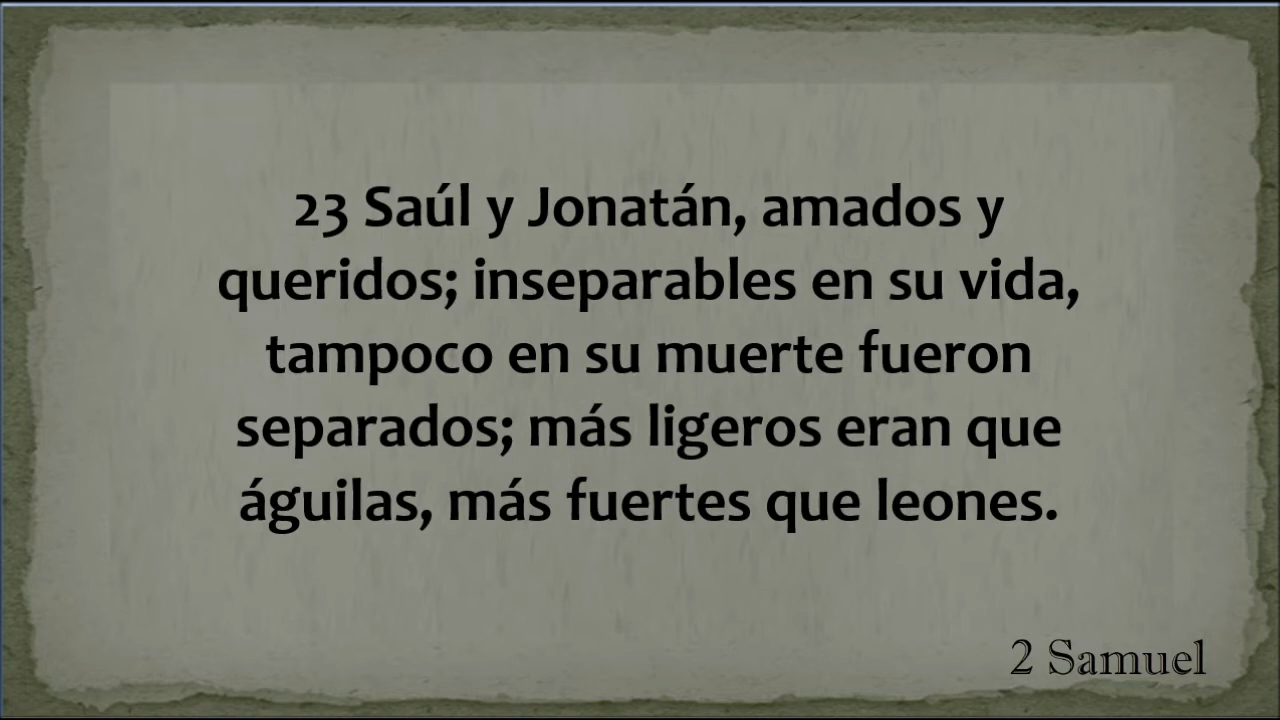 23 Saúl y Jonatán, amados y
queridos; inseparables en su vida,
tampoco en su muerte fueron
separados; más ligeros eran que
águilas, más fuertes que leones.
2 Samuel